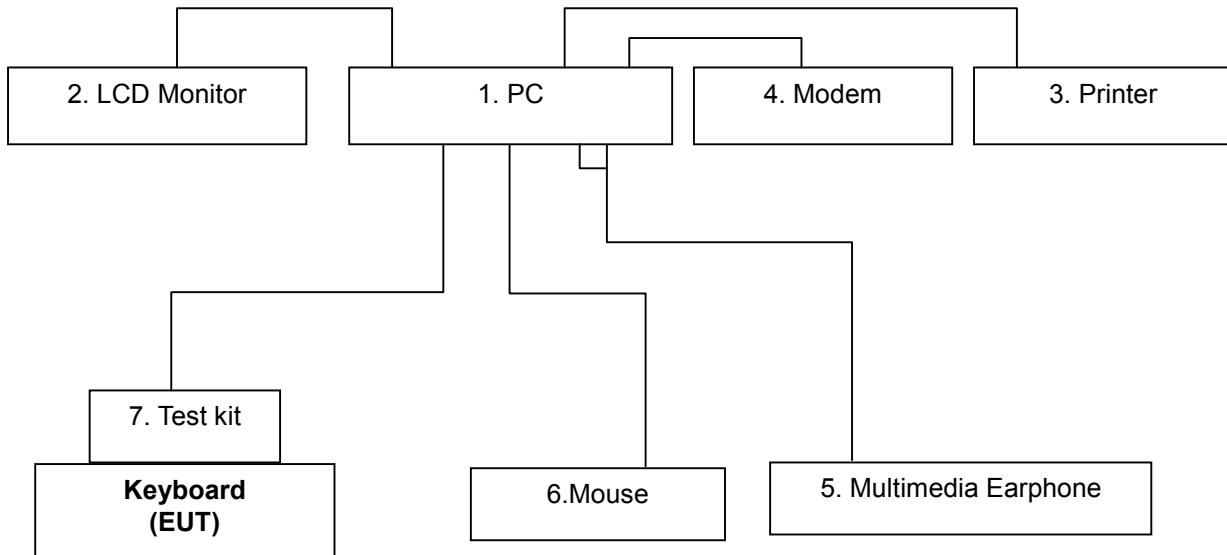 2. LCD Monitor
1. PC
4. Modem
3. Printer
7. Test kit
Keyboard
(EUT)
6.Mouse
5. Multimedia Earphone